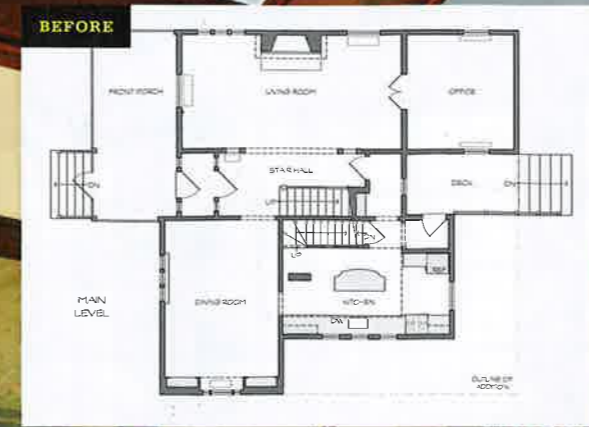 BEFORE
FRONT PORCH
LIVING ROOM
OFFICE
STAIR HALL
DN
UP
DECK
DN
DN
UP
REF
DINING ROOM
KITCHEN
DW
MAIN
LEVEL
OUTLINE OF
ADDITION